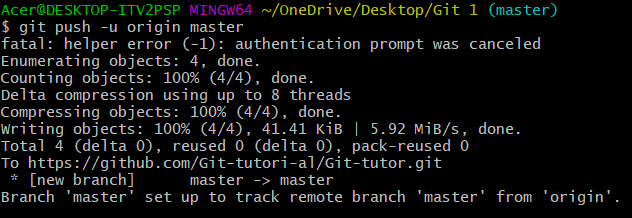 Acer@DESKTOP-ITV2PSP MINGW64 ~/OneDrive/Desktop/Git 1 (master)
$ git push -u origin master
fatal: helper error (-1): authentication prompt was canceled
Enumerating objects: 4, done.
Counting objects: 100% (4/4), done.
Delta compression using up to 8 threads
Compressing objects: 100% (4/4), done.
Writing objects: 100% (4/4), 41.41 KiB | 5.92 MiB/s, done.
Total 4 (delta 0), reused 0 (delta 0), pack-reused 0
To https://github.com/Git-tutori-al/Git-tutor.git
 * [new branch]      master -> master
Branch 'master' set up to track remote branch 'master' from 'origin'.